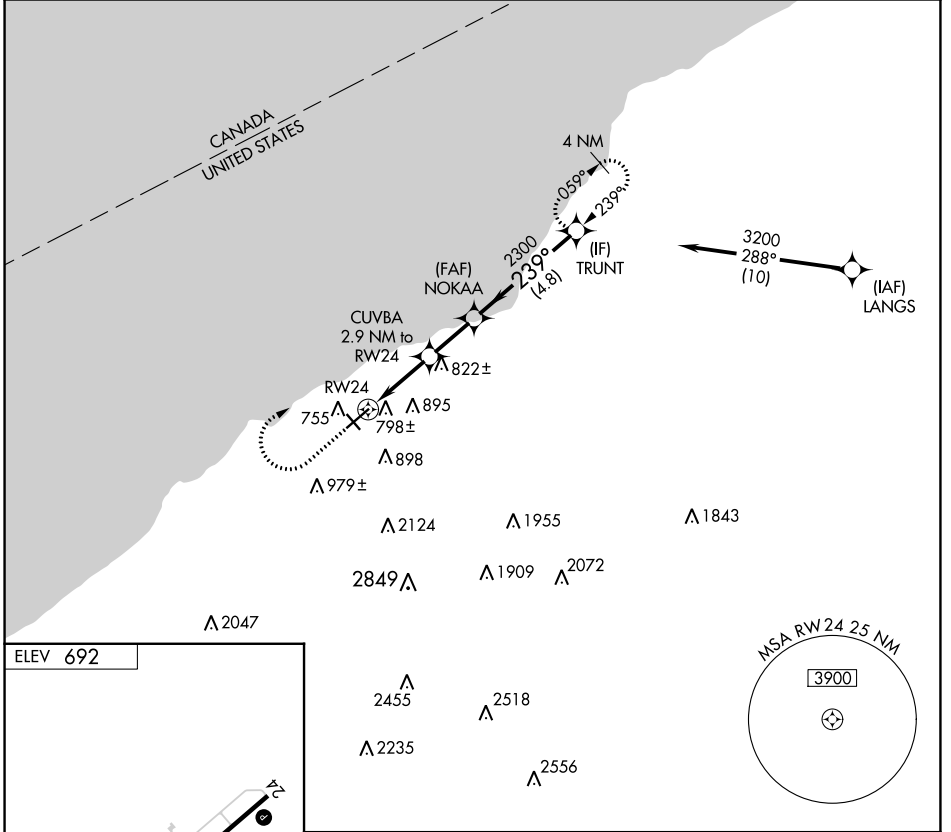 CANADA
UNITED STATES
4 NM
059°
239°
(IF)
TRUNT
2300
239°
(4.8)
3200
288°
(10)
(IAF)
LANGS
(FAF)
NOKAA
CUVBA
2.9 NM to
RW24
822±
RW24
755
798±
895
898
979±
2124
1955
1843
2849
1909
2072
2047
ELEV 692
2455
2518
2235
2556
MSA RW24 25 NM
3900
24
P